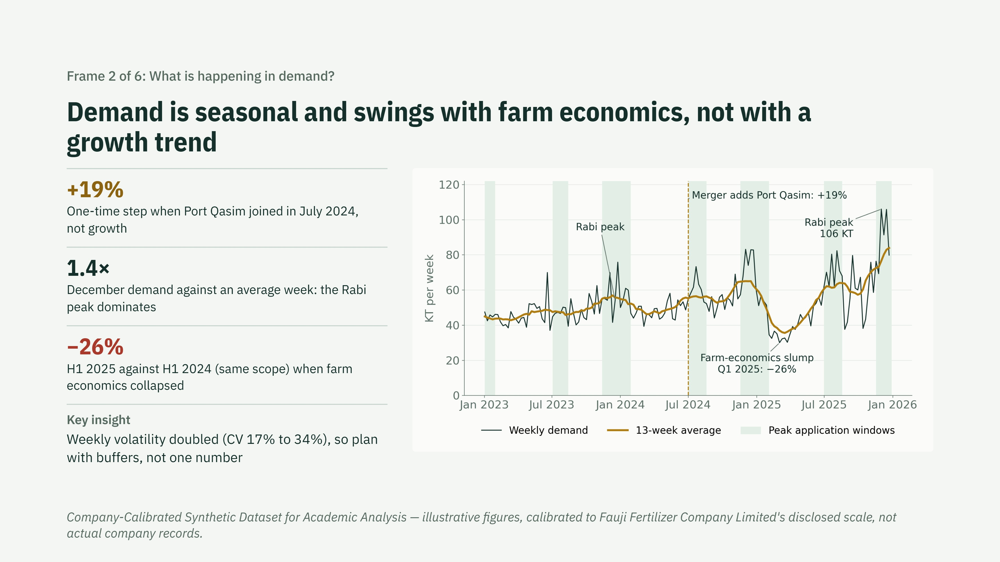 Frame 2 of 6: What is happening in demand?
Demand is seasonal and swings with farm economics, not with a
growth trend
+19%
One-time step when Port Qasim joined in July 2024,
not growth
1.4×
December demand against an average week: the Rabi
peak dominates
−26%
H1 2025 against H1 2024 (same scope) when farm
economics collapsed
Key insight
Weekly volatility doubled (CV 17% to 34%), so plan
with buffers, not one number
KT per week
120
100
80
60
40
20
0
Merger adds Port Qasim: +19%
Rabi peak
Rabi peak
106 KT
Farm-economics slump
Q1 2025: −26%
Jan 2023 Jul 2023 Jan 2024 Jul 2024 Jan 2025 Jul 2025 Jan 2026
Weekly demand 13-week average Peak application windows
Company-Calibrated Synthetic Dataset for Academic Analysis — illustrative figures, calibrated to Fauji Fertilizer Company Limited's disclosed scale, not
actual company records.